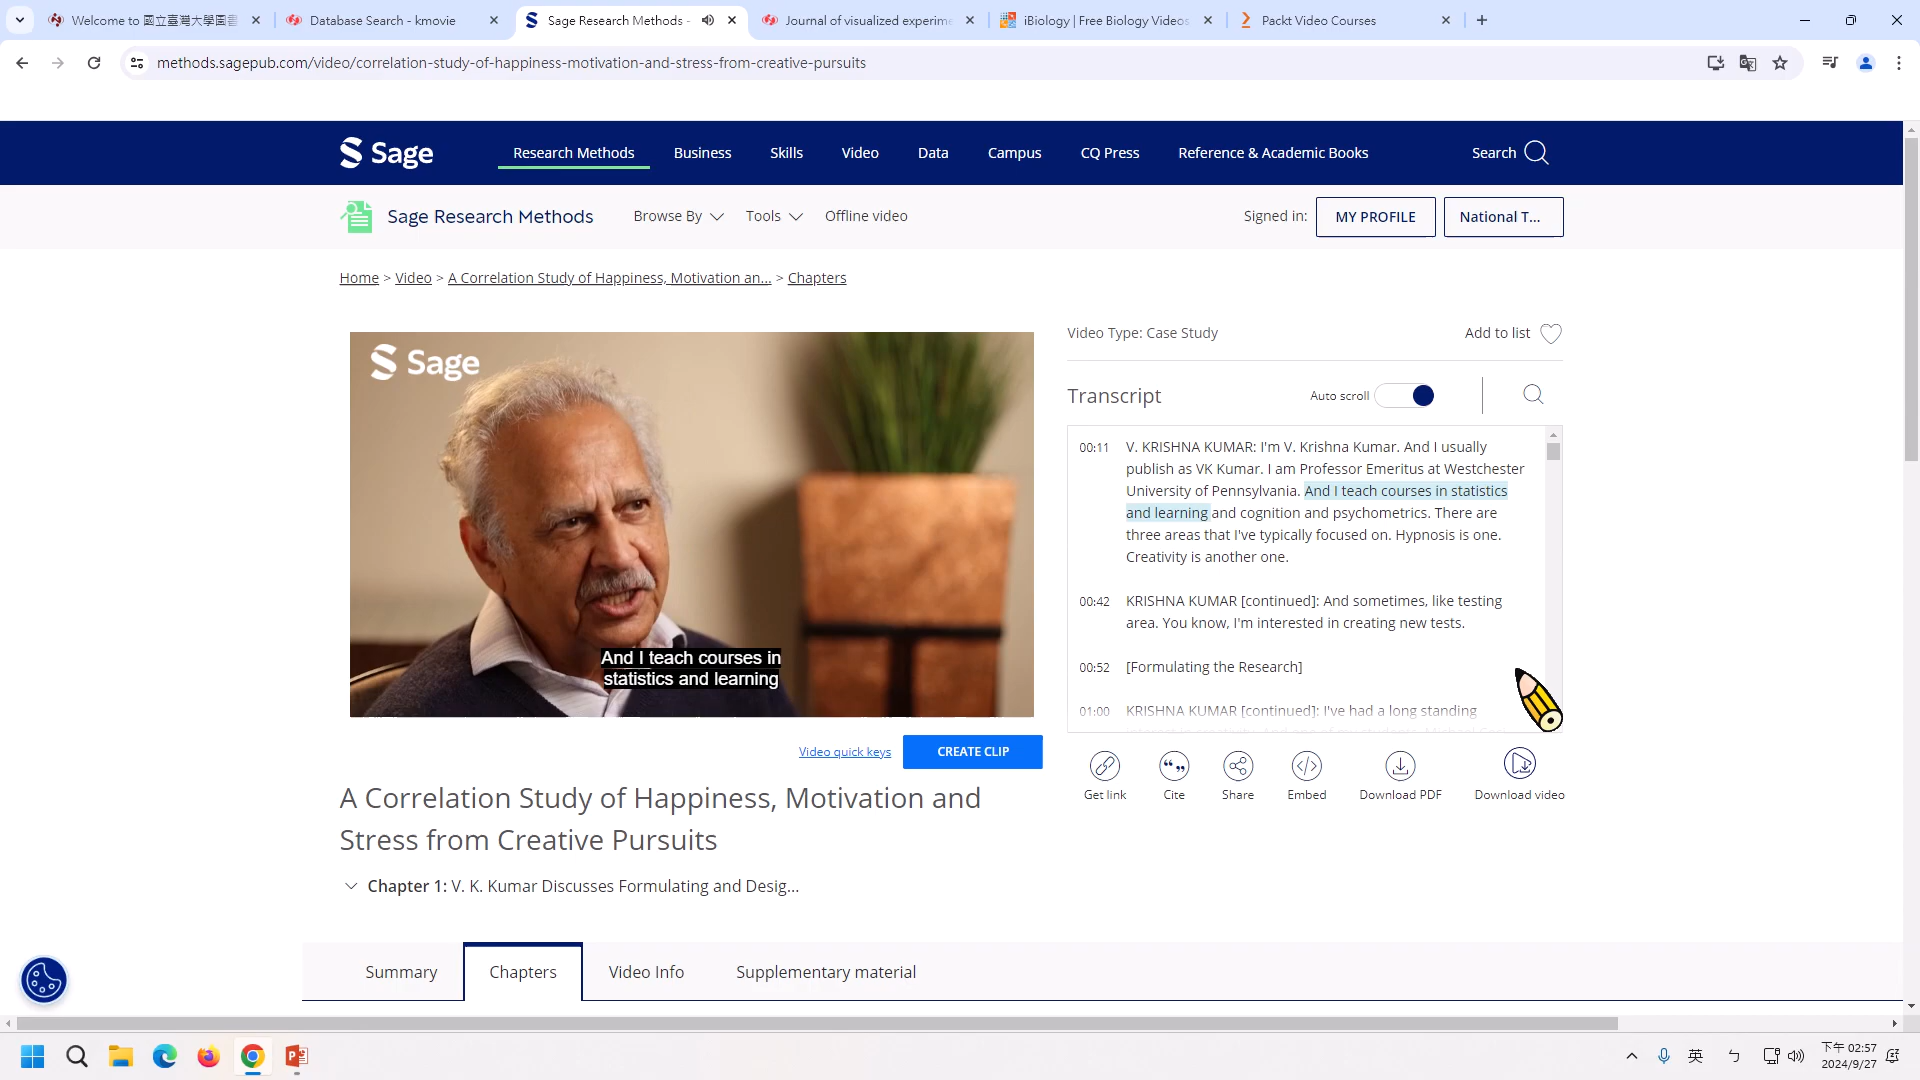 Welcome to 國立臺灣大學圖書
Database Search - kmovie
Sage Research Methods -
Journal of visualized experime
iBiology | Free Biology Videos
Packt Video Courses
methods.sagepub.com/video/correlation-study-of-happiness-motivation-and-stress-from-creative-pursuits
Sage
Research Methods
Business
Skills
Video
Data
Campus
CQ Press
Reference & Academic Books
Search
Sage Research Methods
Browse By
Tools
Offline video
Signed in:
MY PROFILE
National T...
Home > Video > A Correlation Study of Happiness, Motivation an... > Chapters
Sage
And I teach courses in
statistics and learning
Video quick keys
CREATE CLIP
Video Type: Case Study
Add to list
Transcript
Auto scroll
00:11 V. KRISHNA KUMAR: I'm V. Krishna Kumar. And I usually
publish as VK Kumar. I am Professor Emeritus at Westchester
University of Pennsylvania. And I teach courses in statistics
and learning and cognition and psychometrics. There are
three areas that I've typically focused on. Hypnosis is one.
Creativity is another one.
00:42 KRISHNA KUMAR [continued]: And sometimes, like testing
area. You know, I'm interested in creating new tests.
00:52 [Formulating the Research]
01:00 KRISHNA KUMAR [continued]: I've had a long standing
Get link
Cite
Share
Embed
Download PDF
Download video
A Correlation Study of Happiness, Motivation and
Stress from Creative Pursuits
Chapter 1: V. K. Kumar Discusses Formulating and Desig...
Summary
Chapters
Video Info
Supplementary material
英
ㄅ
下午 02:57
2024/9/27